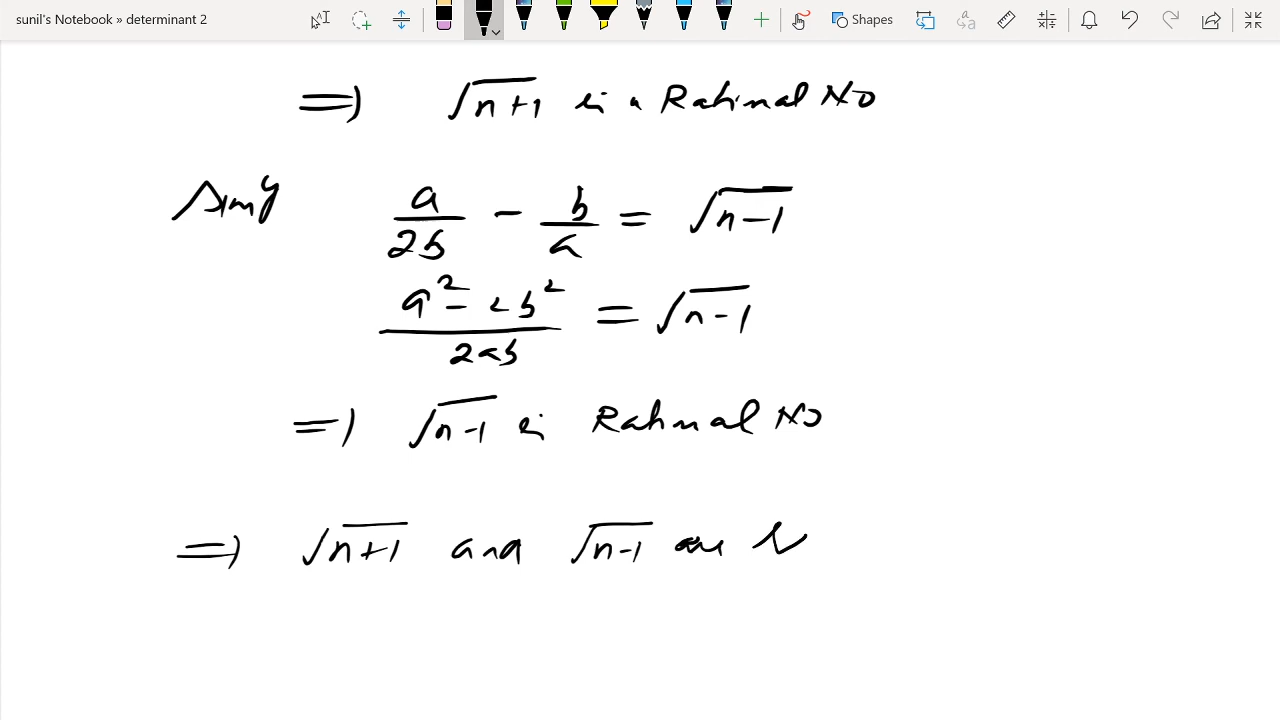 sunil's Notebook » determinant 2
Shapes
=> √n+1 is a Rational No
Simly a/2b - b/a = √n-1
a² - 2b² / 2ab = √n-1
=> √n-1 is Rational No
=> √n+1 and √n-1 are